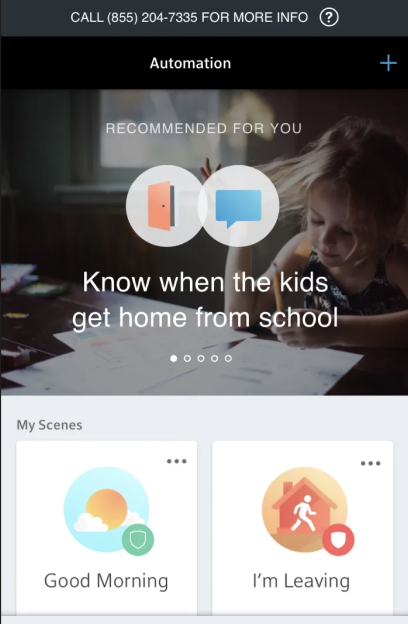 CALL (855) 204-7335 FOR MORE INFO ?
Automation
RECOMMENDED FOR YOU
Know when the kids
get home from school
My Scenes
Good Morning
I'm Leaving